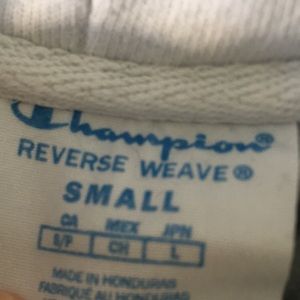 Champion®
REVERSE WEAVE®
SMALL
CA MEX JPN
S/P CH L
MADE IN HONDURAS
FABRIQUÉ AU HONDURAS